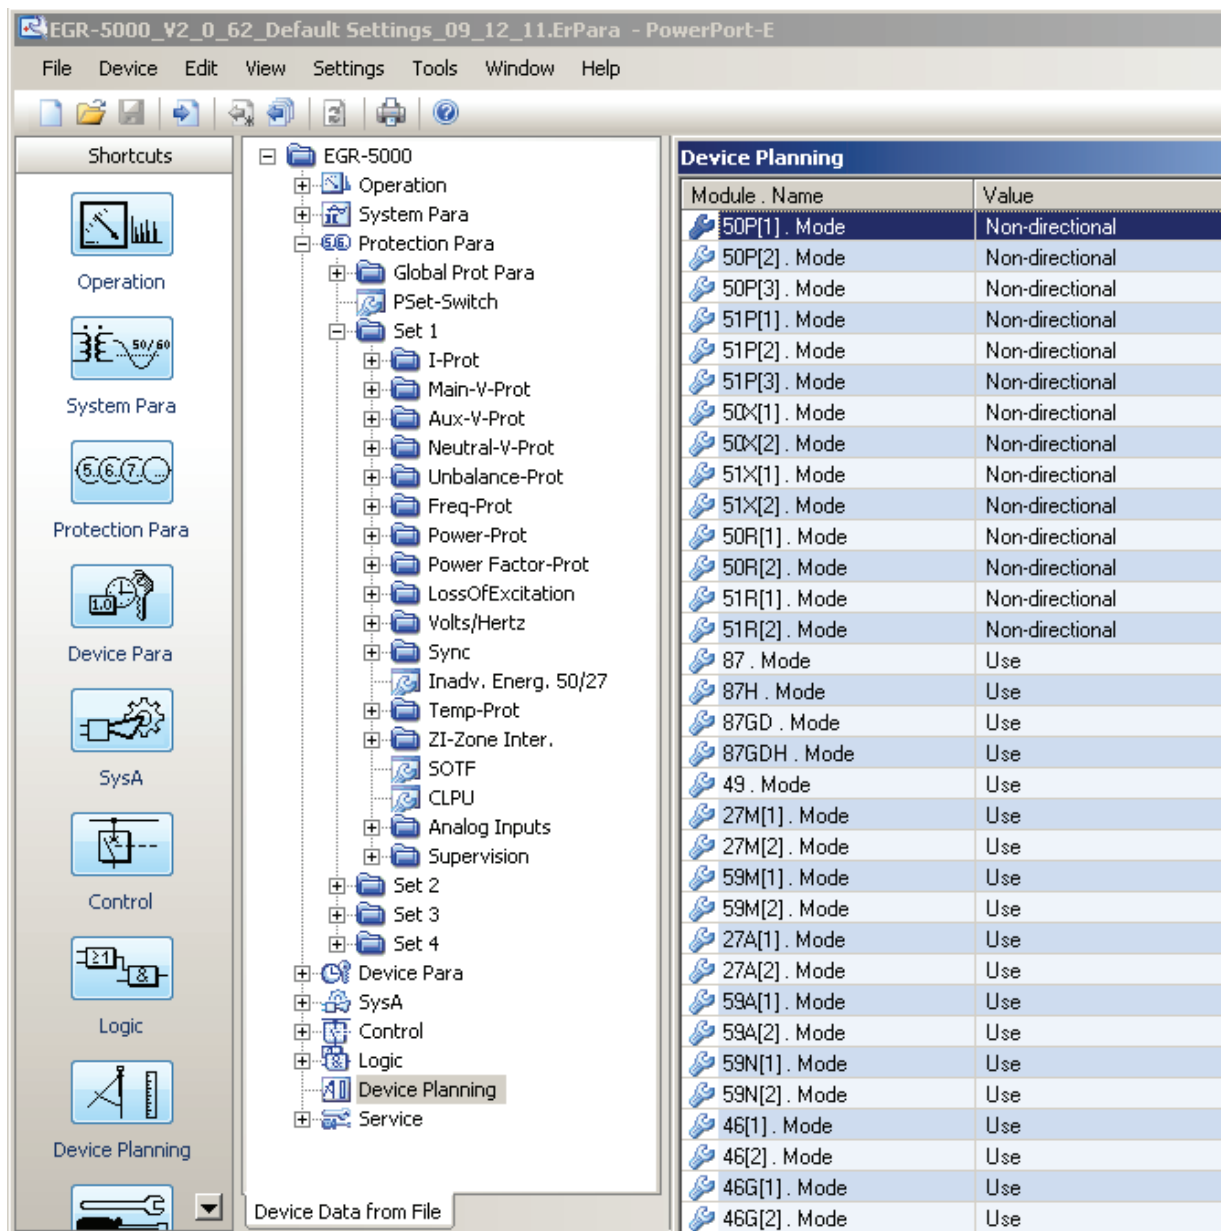 EGR-5000_V2_0_62_Default Settings_09_12_11.ErPara - PowerPort-E
File Device Edit View Settings Tools Window Help
Shortcuts
Operation
50/60
System Para
5. 6. 7. ...
Protection Para
1.0
Device Para
SysA
Control
≥1
&
Logic
Device Planning
EGR-5000
Operation
System Para
Protection Para
Global Prot Para
PSet-Switch
Set 1
I-Prot
Main-V-Prot
Aux-V-Prot
Neutral-V-Prot
Unbalance-Prot
Freq-Prot
Power-Prot
Power Factor-Prot
LossOfExcitation
Volts/Hertz
Sync
Inadv. Energ. 50/27
Temp-Prot
ZI-Zone Inter.
SOTF
CLPU
Analog Inputs
Supervision
Set 2
Set 3
Set 4
Device Para
SysA
Control
Logic
Device Planning
Service
Device Data from File
Device Planning
Module . Name Value
50P[1] . Mode Non-directional
50P[2] . Mode Non-directional
50P[3] . Mode Non-directional
51P[1] . Mode Non-directional
51P[2] . Mode Non-directional
51P[3] . Mode Non-directional
50X[1] . Mode Non-directional
50X[2] . Mode Non-directional
51X[1] . Mode Non-directional
51X[2] . Mode Non-directional
50R[1] . Mode Non-directional
50R[2] . Mode Non-directional
51R[1] . Mode Non-directional
51R[2] . Mode Non-directional
87 . Mode Use
87H . Mode Use
87GD . Mode Use
87GDH . Mode Use
49 . Mode Use
27M[1] . Mode Use
27M[2] . Mode Use
59M[1] . Mode Use
59M[2] . Mode Use
27A[1] . Mode Use
27A[2] . Mode Use
59A[1] . Mode Use
59A[2] . Mode Use
59N[1] . Mode Use
59N[2] . Mode Use
46[1] . Mode Use
46[2] . Mode Use
46G[1] . Mode Use
46G[2] . Mode Use